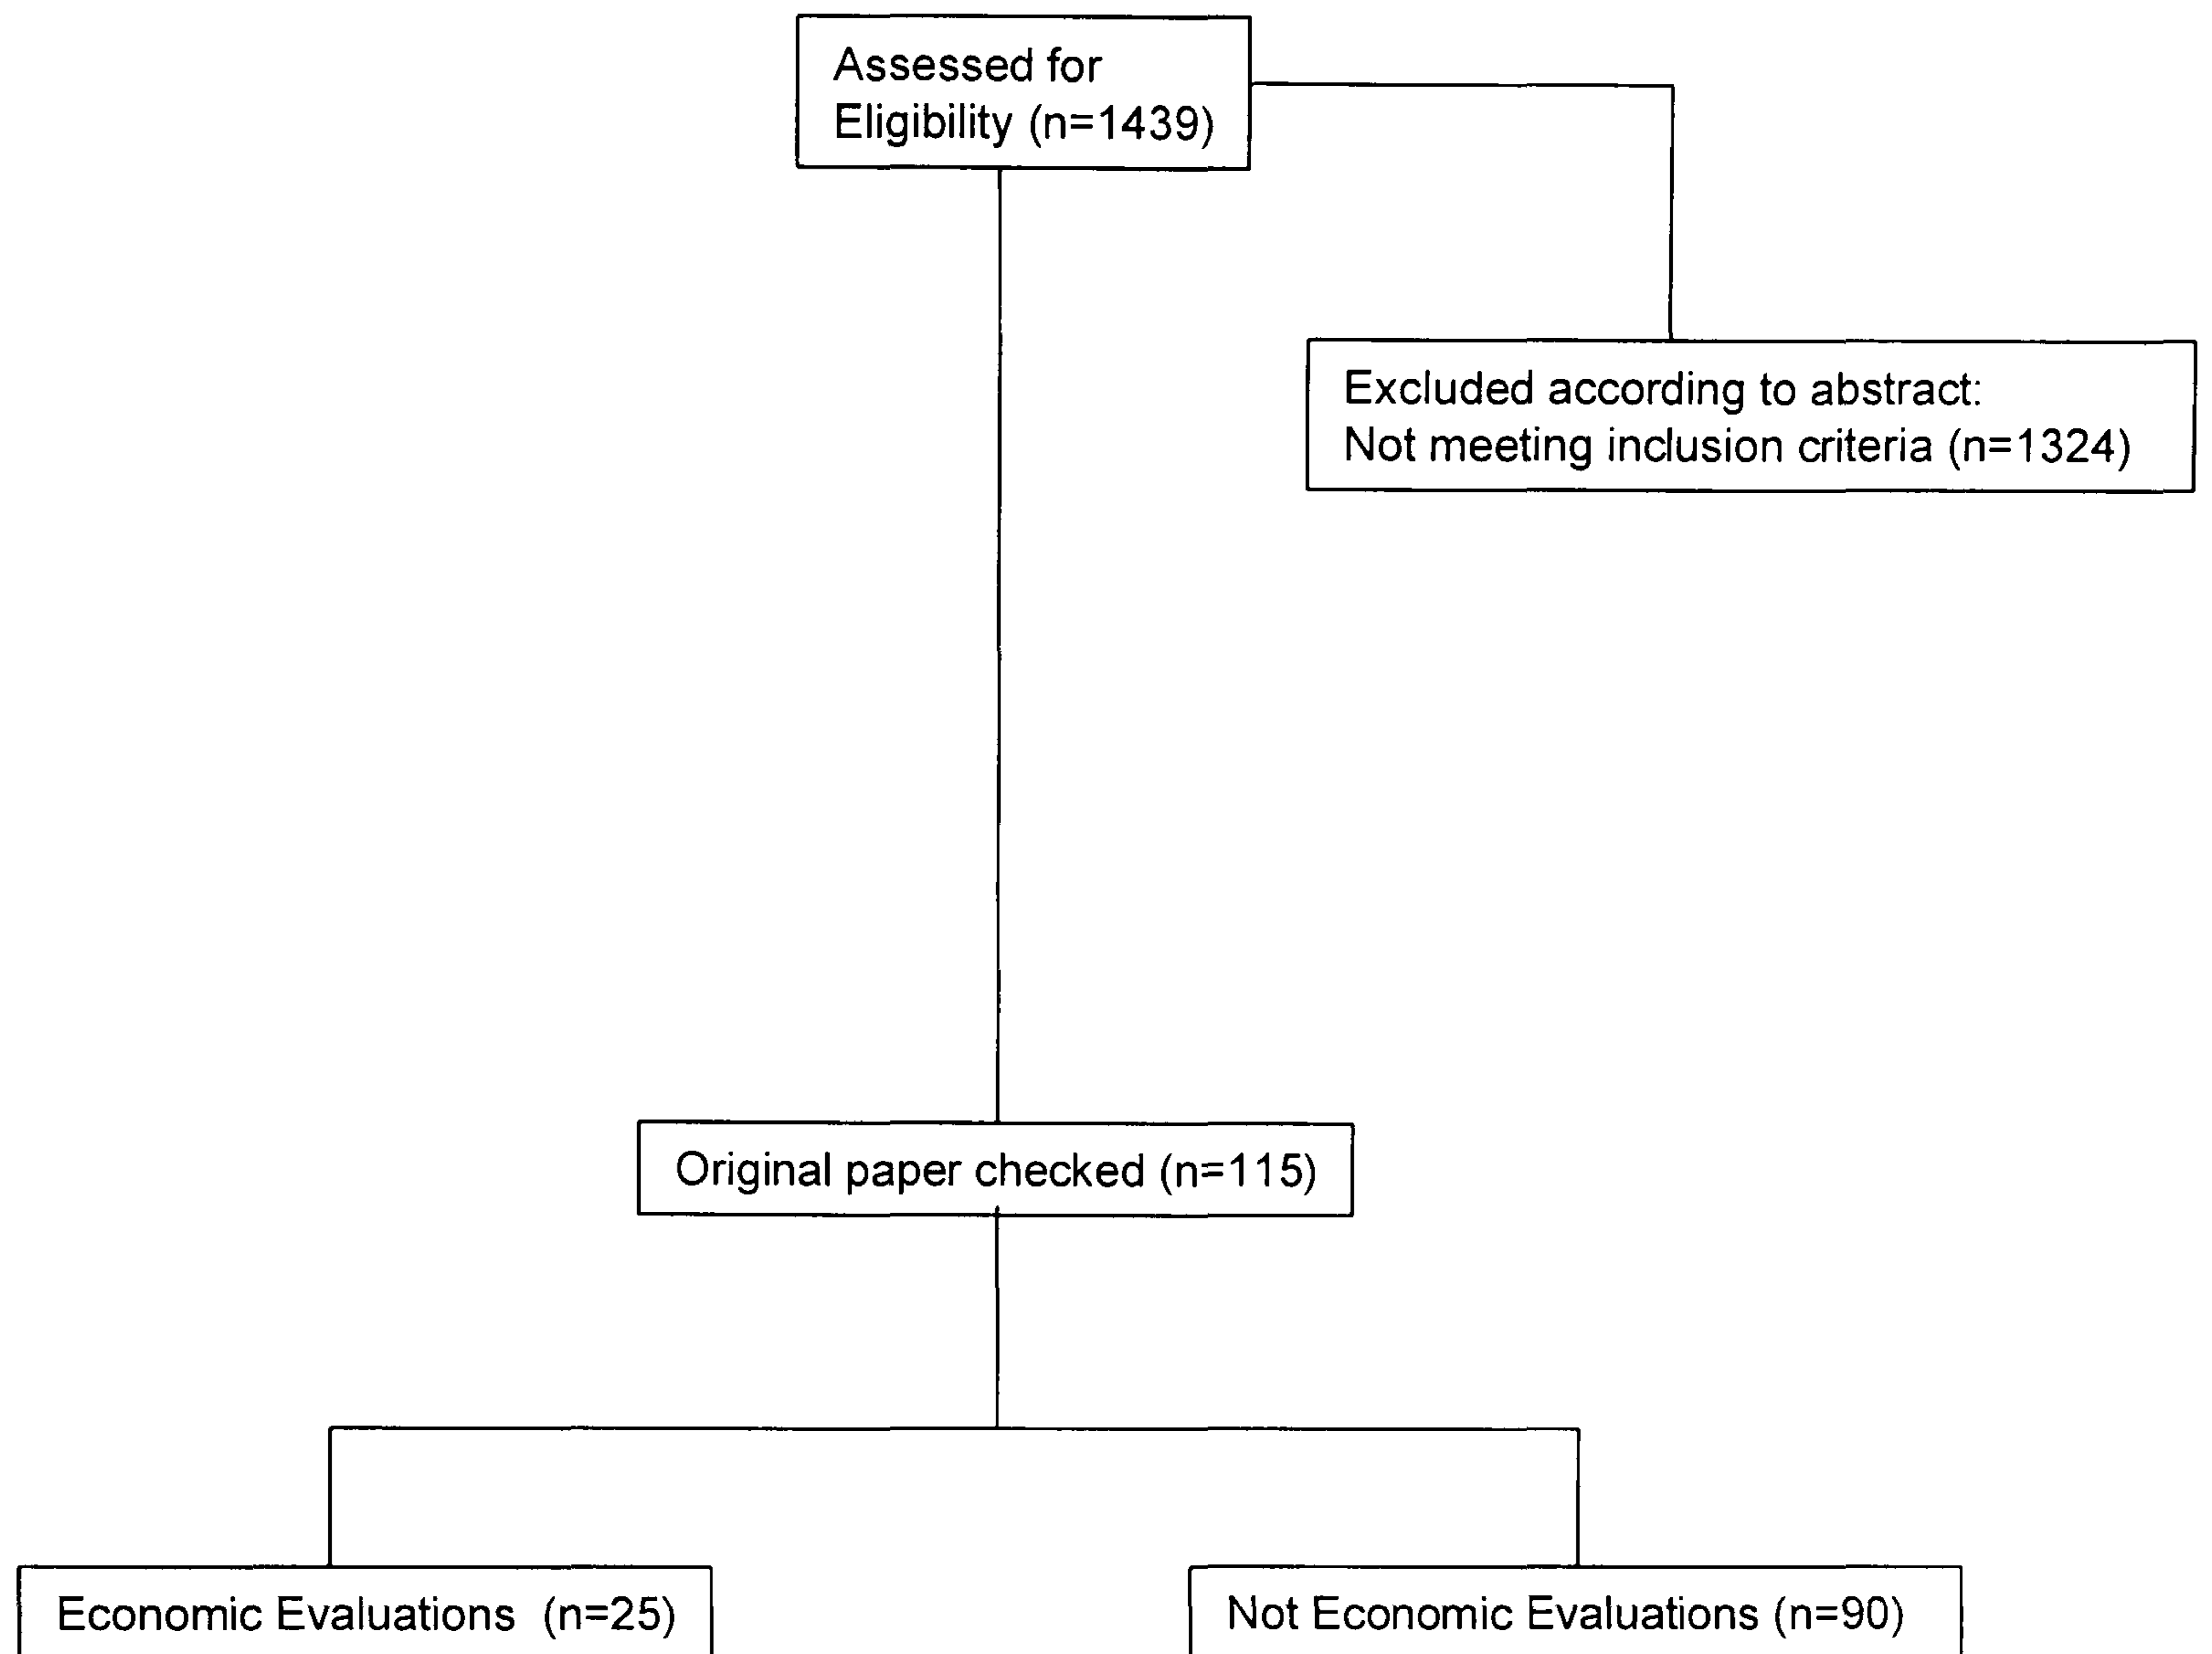 Assessed for
Eligibility (n=1439)
Excluded according to abstract:
Not meeting inclusion criteria (n=1324)
Original paper checked (n=115)
Economic Evaluations (n=25)
Not Economic Evaluations (n=90)